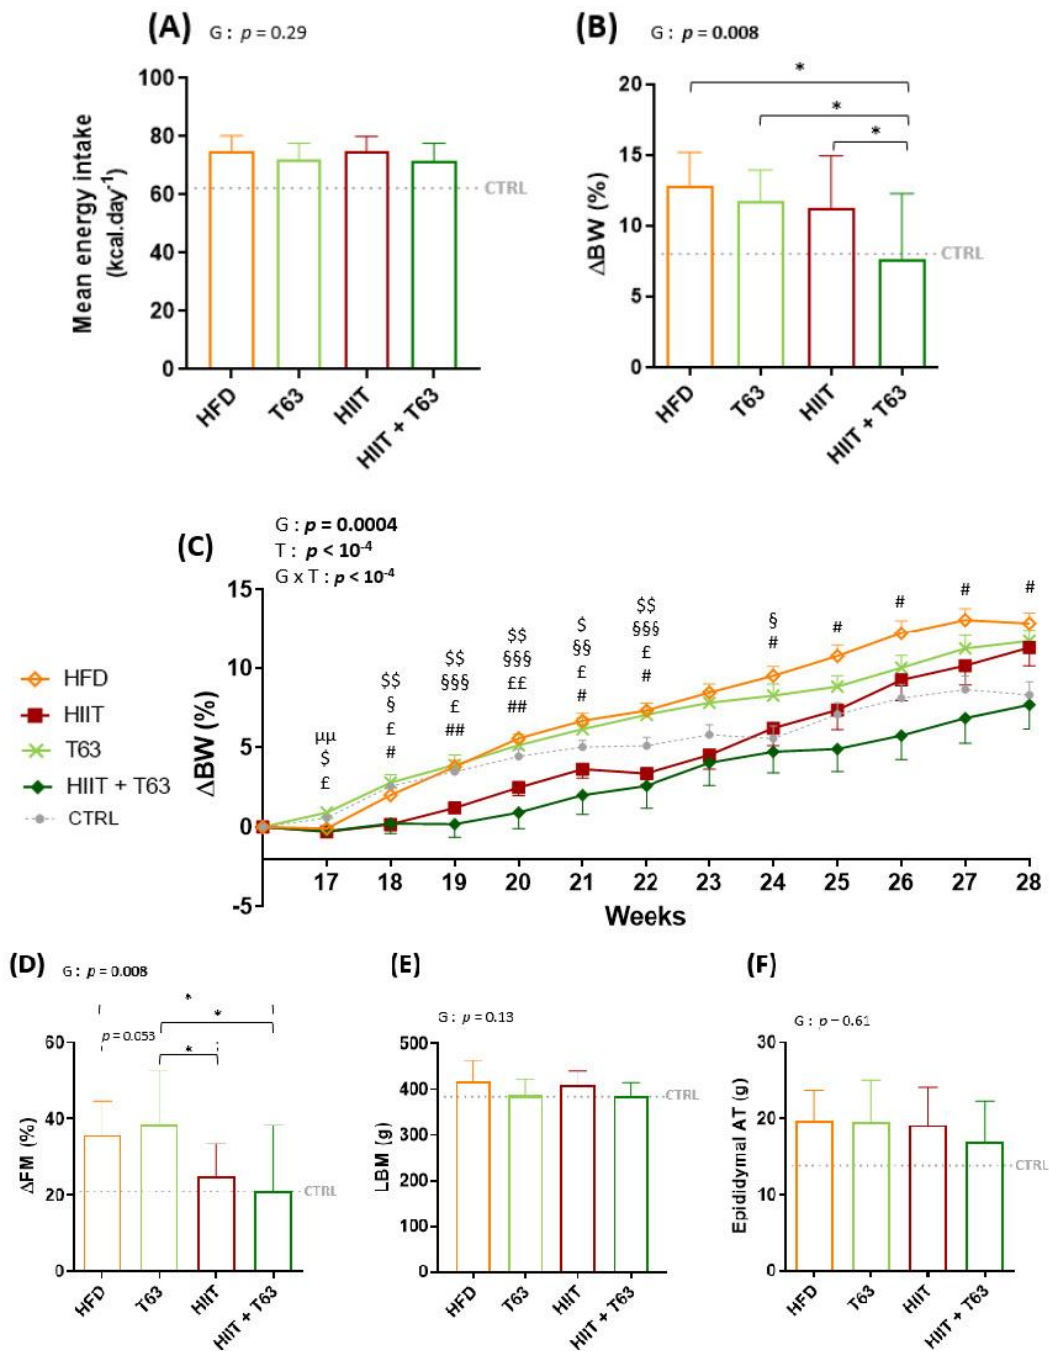 (A) G : p = 0.29
Mean energy intake
(kcal.day-1)
100
80
60
40
20
0
CTRL
HFD
T63
HIIT
HIIT + T63
(B) G : p = 0.008
* 
*
*
ΔBW (%)
20
15
10
5
0
CTRL
HFD
T63
HIIT
HIIT + T63
(C)
G : p = 0.0004
T : p < 10-4
G x T : p < 10-4
HFD
HIIT
T63
HIIT + T63
CTRL
ΔBW (%)
15
10
5
0
-5
μμ
$
£
$$
§
£
#
$$
§§§
£
##
$$
§§§
££
##
$
§§
£
#
$$
§§§
£
#
§
#
#
#
#
#
17 18 19 20 21 22 23 24 25 26 27 28
Weeks
(D) G : p = 0.008
*
*
p = 0.053
*
ΔFM (%)
60
40
20
0
CTRL
HFD
T63
HIIT
HIIT + T63
(E)
G : p = 0.13
LBM (g)
500
400
300
200
100
0
CTRL
HFD
T63
HIIT
HIIT + T63
(F)
G : p = 0.61
Epididymal AT (g)
30
20
10
0
CTRL
HFD
T63
HIIT
HIIT + T63